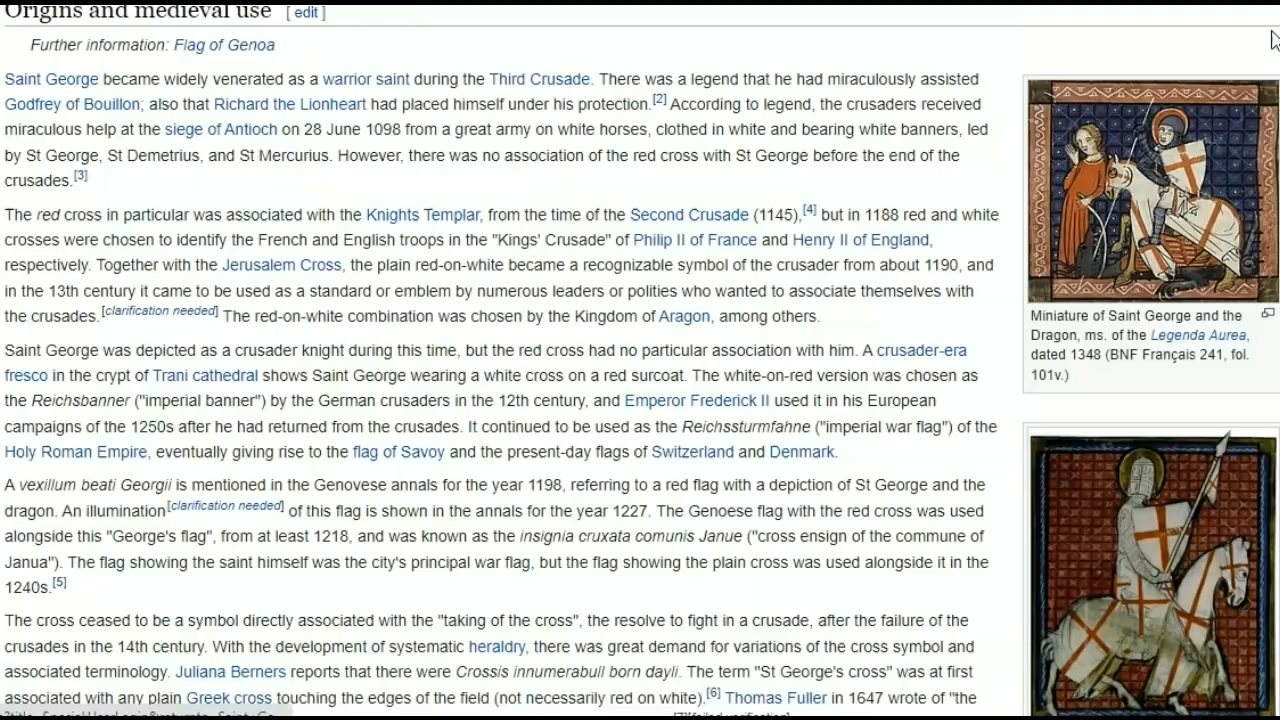 Origins and medieval use [ edit ]
Further information: Flag of Genoa
Saint George became widely venerated as a warrior saint during the Third Crusade. There was a legend that he had miraculously assisted
Godfrey of Bouillon; also that Richard the Lionheart had placed himself under his protection.[2] According to legend, the crusaders received
miraculous help at the siege of Antioch on 28 June 1098 from a great army on white horses, clothed in white and bearing white banners, led
by St George, St Demetrius, and St Mercurius. However, there was no association of the red cross with St George before the end of the
crusades.[3]
The red cross in particular was associated with the Knights Templar, from the time of the Second Crusade (1145),[4] but in 1188 red and white
crosses were chosen to identify the French and English troops in the "Kings' Crusade" of Philip II of France and Henry II of England,
respectively. Together with the Jerusalem Cross, the plain red-on-white became a recognizable symbol of the crusader from about 1190, and
in the 13th century it came to be used as a standard or emblem by numerous leaders or polities who wanted to associate themselves with
the crusades.[clarification needed] The red-on-white combination was chosen by the Kingdom of Aragon, among others.
Saint George was depicted as a crusader knight during this time, but the red cross had no particular association with him. A crusader-era
fresco in the crypt of Trani cathedral shows Saint George wearing a white cross on a red surcoat. The white-on-red version was chosen as
the Reichsbanner ("imperial banner") by the German crusaders in the 12th century, and Emperor Frederick II used it in his European
campaigns of the 1250s after he had returned from the crusades. It continued to be used as the Reichssturmfahne ("imperial war flag") of the
Holy Roman Empire, eventually giving rise to the flag of Savoy and the present-day flags of Switzerland and Denmark.
A vexillum beati Georgii is mentioned in the Genovese annals for the year 1198, referring to a red flag with a depiction of St George and the
dragon. An illumination[clarification needed] of this flag is shown in the annals for the year 1227. The Genoese flag with the red cross was used
alongside this "George's flag", from at least 1218, and was known as the insignia cruxata comunis Janue ("cross ensign of the commune of
Janua"). The flag showing the saint himself was the city's principal war flag, but the flag showing the plain cross was used alongside it in the
1240s.[5]
The cross ceased to be a symbol directly associated with the "taking of the cross", the resolve to fight in a crusade, after the failure of the
crusades in the 14th century. With the development of systematic heraldry, there was great demand for variations of the cross symbol and
associated terminology. Juliana Berners reports that there were Crossis innumerabull born dayli. The term "St George's cross" was at first
associated with any plain Greek cross touching the edges of the field (not necessarily red on white).[6] Thomas Fuller in 1647 wrote of "the
Miniature of Saint George and the
Dragon, ms. of the Legenda Aurea,
dated 1348 (BNF Français 241, fol.
101v.)